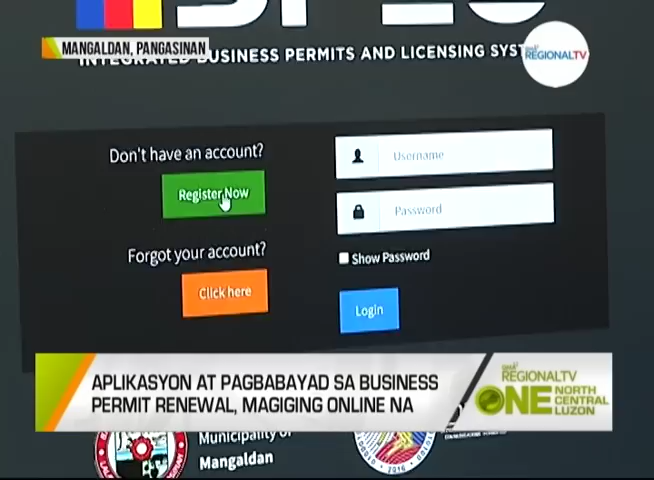 MANGALDAN, PANGASINAN
BUSINESS PERMITS AND LICENSING
REGIONALTV
Don't have an account?
Register Now
Username
Password
Forgot your account?
Click here
Show Password
Login
APLIKASYON AT PAGBABAYAD SA BUSINESS
PERMIT RENEWAL, MAGIGING ONLINE NA
REGIONALTV
ONE NORTH
CENTRAL
LUZON
Municipality of
Mangaldan
2016